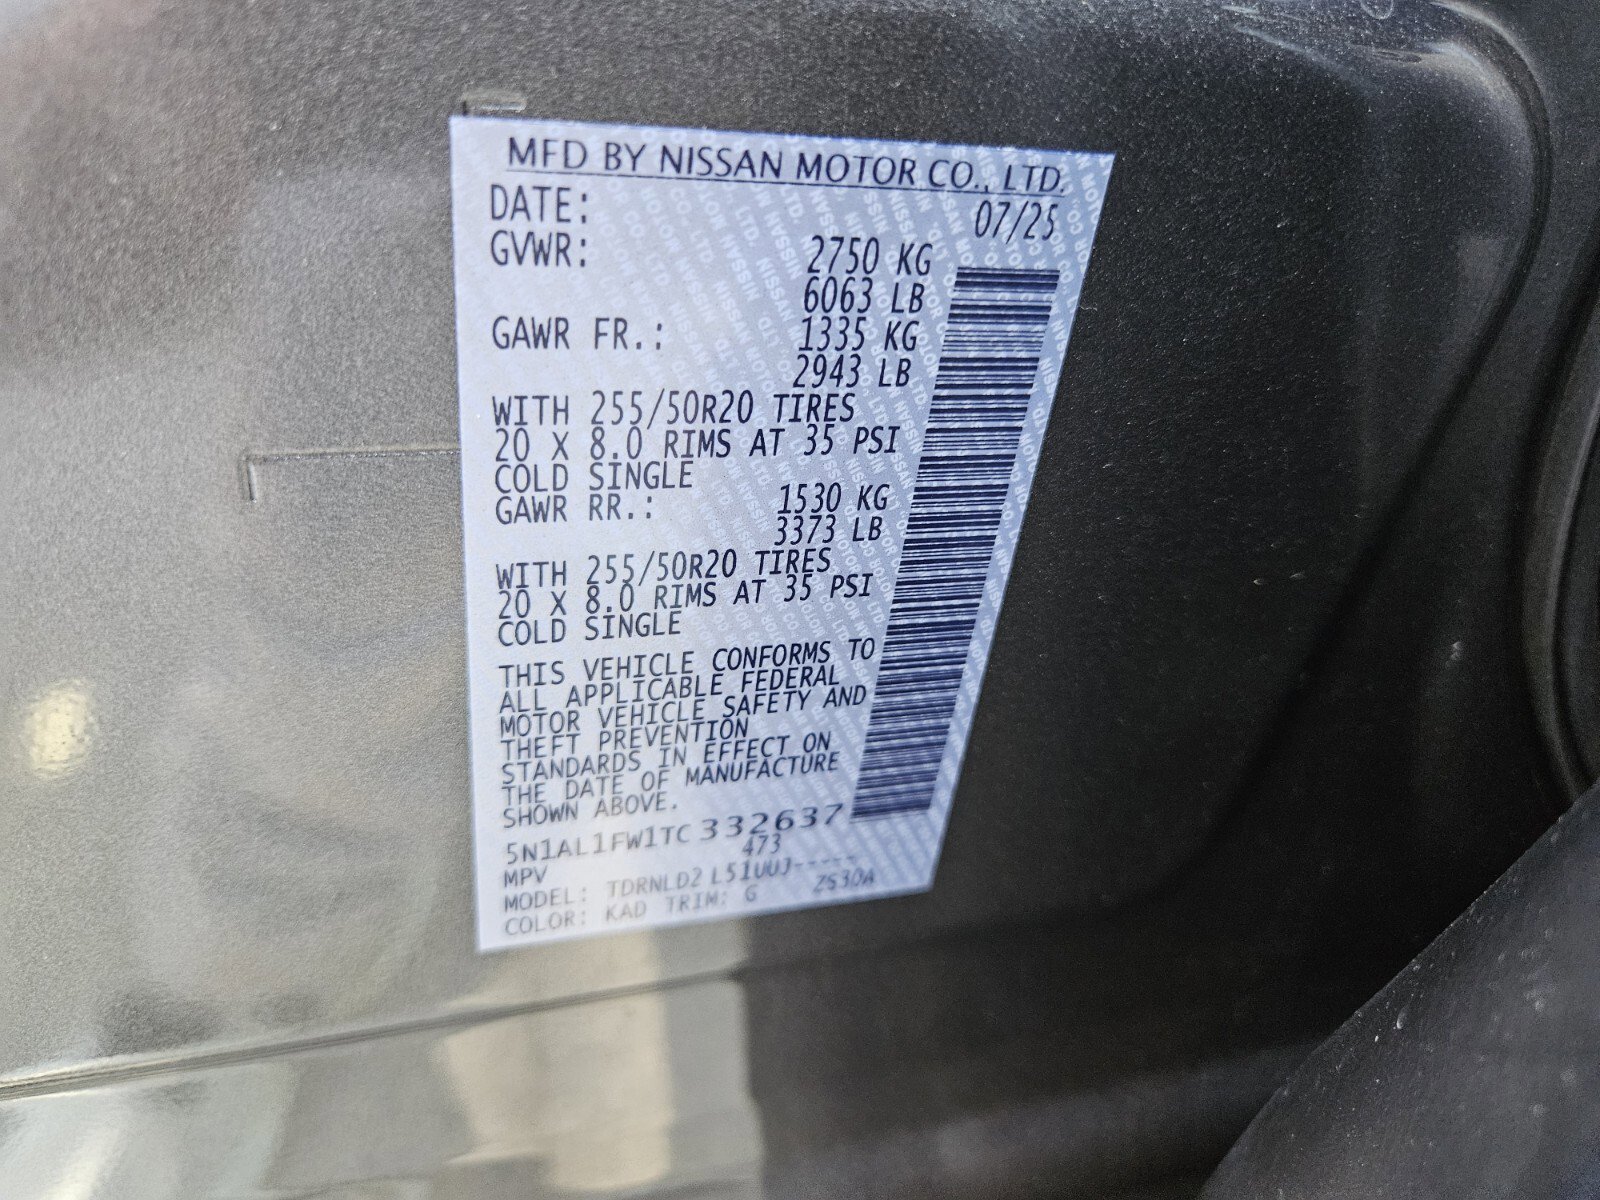 MFD BY NISSAN MOTOR CO., LTD.
DATE: 07/25
GVWR: 2750 KG
6063 LB
GAWR FR.: 1335 KG
2943 LB
WITH 255/50R20 TIRES
20 X 8.0 RIMS AT 35 PSI
COLD SINGLE
GAWR RR.: 1530 KG
3373 LB
WITH 255/50R20 TIRES
20 X 8.0 RIMS AT 35 PSI
COLD SINGLE
THIS VEHICLE CONFORMS TO
ALL APPLICABLE FEDERAL
MOTOR VEHICLE SAFETY AND
THEFT PREVENTION
STANDARDS IN EFFECT ON
THE DATE OF MANUFACTURE
SHOWN ABOVE.
5N1AL1FW1TC332637
MPV 473
MODEL: TDRNLD2 L51UUJ-----
COLOR: KAD TRIM: G ZS30A